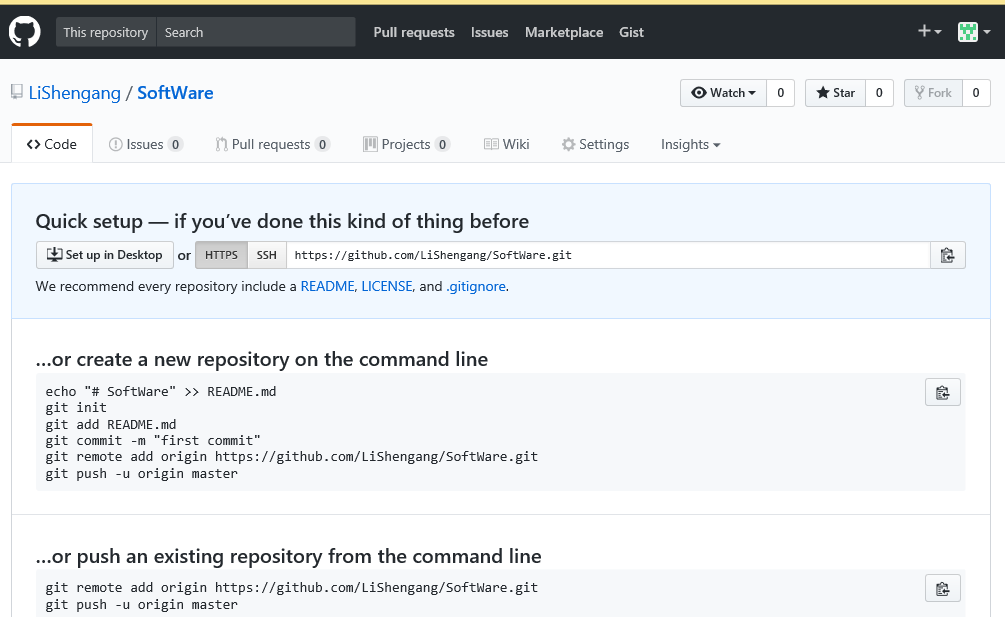 This repository Search Pull requests Issues Marketplace Gist
LiShengang / SoftWare Watch 0 Star 0 Fork 0
Code Issues 0 Pull requests 0 Projects 0 Wiki Settings Insights
Quick setup — if you’ve done this kind of thing before
Set up in Desktop or HTTPS SSH https://github.com/LiShengang/SoftWare.git
We recommend every repository include a README, LICENSE, and .gitignore.
…or create a new repository on the command line
echo "# SoftWare" >> README.md
git init
git add README.md
git commit -m "first commit"
git remote add origin https://github.com/LiShengang/SoftWare.git
git push -u origin master
…or push an existing repository from the command line
git remote add origin https://github.com/LiShengang/SoftWare.git
git push -u origin master